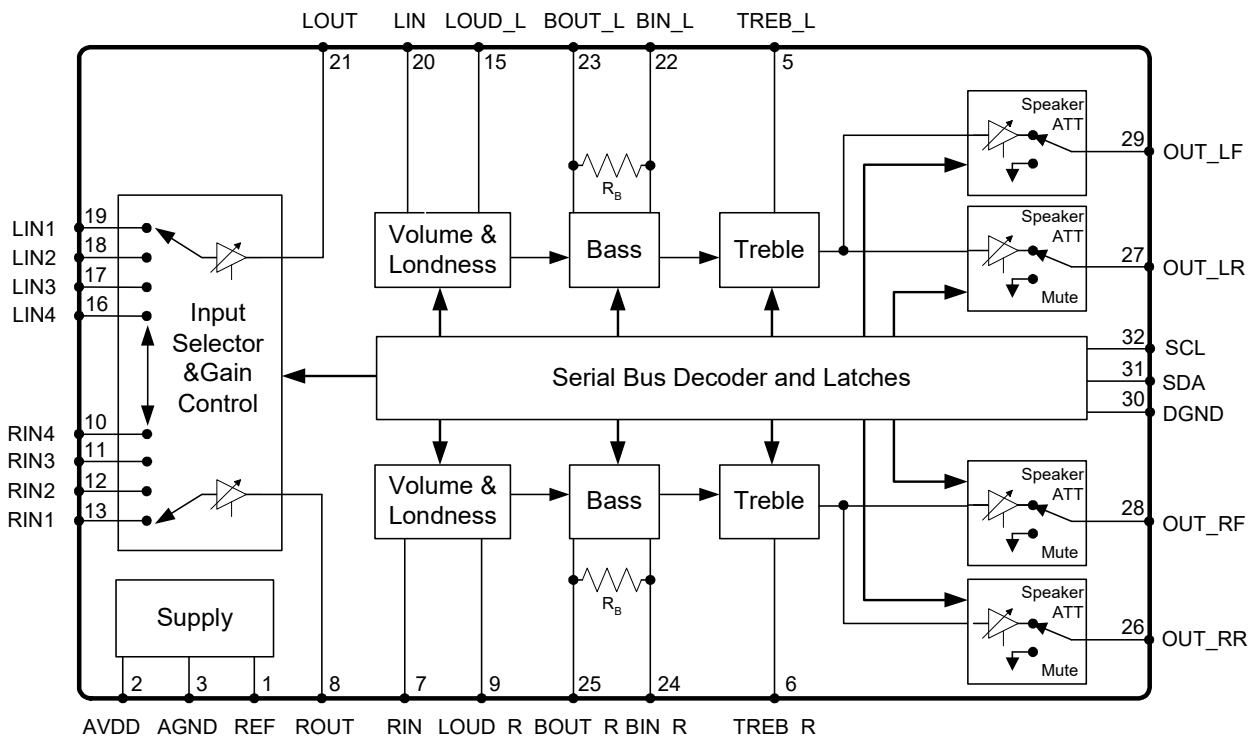 LOUT LIN LOUD_L BOUT_L BIN_L TREB_L
21 20 15 23 22 5
Speaker
ATT
29 OUT_LF
R_B
LIN1 19
LIN2 18
LIN3 17
LIN4 16
Input
Selector
&Gain
Control
Volume &
Londness
Bass
Treble
Speaker
ATT
27 OUT_LR
Mute
Serial Bus Decoder and Latches
32 SCL
31 SDA
30 DGND
RIN4 10
RIN3 11
RIN2 12
RIN1 13
Volume &
Londness
Bass
Treble
Speaker
ATT
28 OUT_RF
Mute
R_B
Supply
Speaker
ATT
26 OUT_RR
Mute
2 3 1 8 7 9 25 24 6
AVDD AGND REF ROUT RIN LOUD_R BOUT_R BIN_R TREB_R